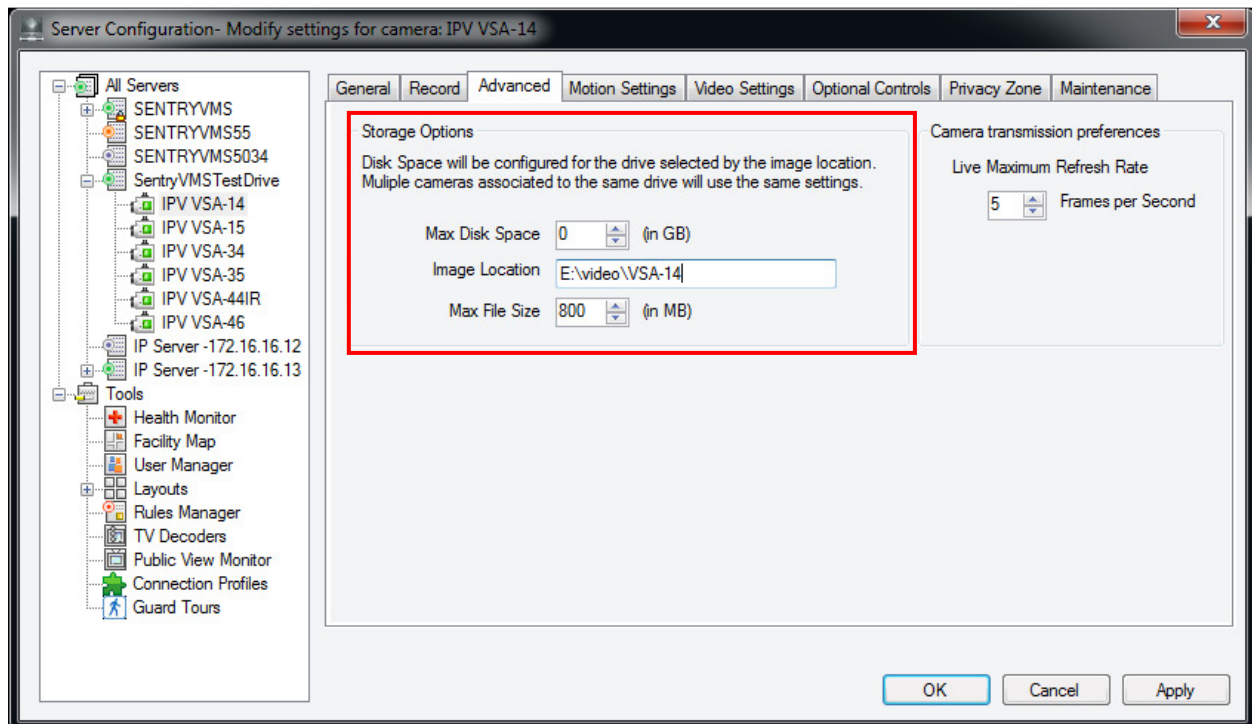 Server Configuration- Modify settings for camera: IPV VSA-14
x
All Servers
SENTRYVMS
SENTRYVMS55
SENTRYVMS5034
SentryVMSTestDrive
IPV VSA-14
IPV VSA-15
IPV VSA-34
IPV VSA-35
IPV VSA-44IR
IPV VSA-46
IP Server -172.16.16.12
IP Server -172.16.16.13
Tools
Health Monitor
Facility Map
User Manager
Layouts
Rules Manager
TV Decoders
Public View Monitor
Connection Profiles
Guard Tours
General Record Advanced Motion Settings Video Settings Optional Controls Privacy Zone Maintenance
Storage Options
Disk Space will be configured for the drive selected by the image location.
Muliple cameras associated to the same drive will use the same settings.
Max Disk Space 0 (in GB)
Image Location E:\video\VSA-14
Max File Size 800 (in MB)
Camera transmission preferences
Live Maximum Refresh Rate
5 Frames per Second
OK Cancel Apply